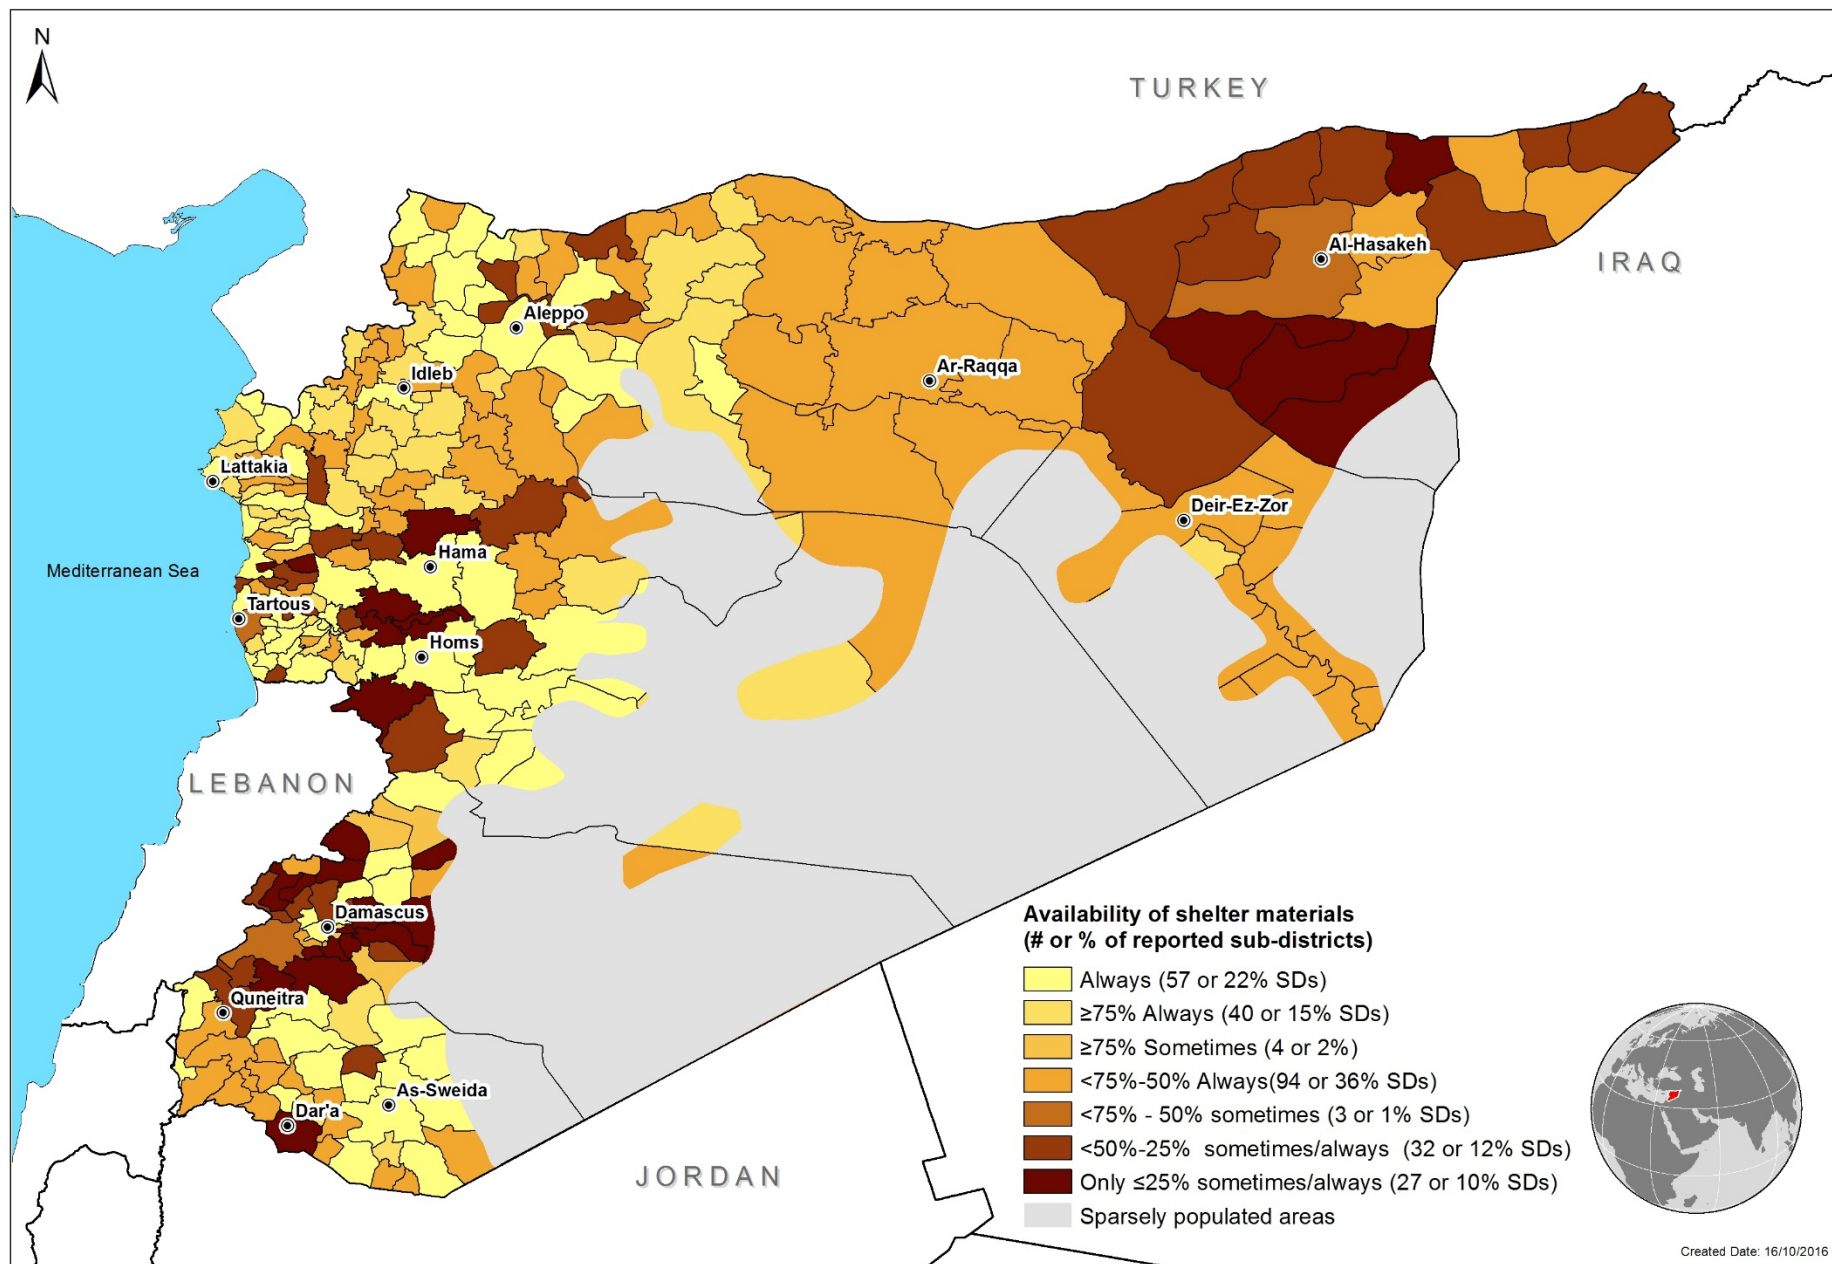 N
TURKEY
IRAQ
Al-Hasakeh
Aleppo
Ar-Raqqa
Idleb
Lattakia
Deir-Ez-Zor
Hama
Mediterranean Sea
Tartous
Homs
LEBANON
Damascus
Quneitra
As-Sweida
Dar'a
JORDAN
Availability of shelter materials
(# or % of reported sub-districts)
Always (57 or 22% SDs)
≥75% Always (40 or 15% SDs)
≥75% Sometimes (4 or 2%)
<75%-50% Always(94 or 36% SDs)
<75% - 50% sometimes (3 or 1% SDs)
<50%-25% sometimes/always (32 or 12% SDs)
Only ≤25% sometimes/always (27 or 10% SDs)
Sparsely populated areas
Created Date: 16/10/2016